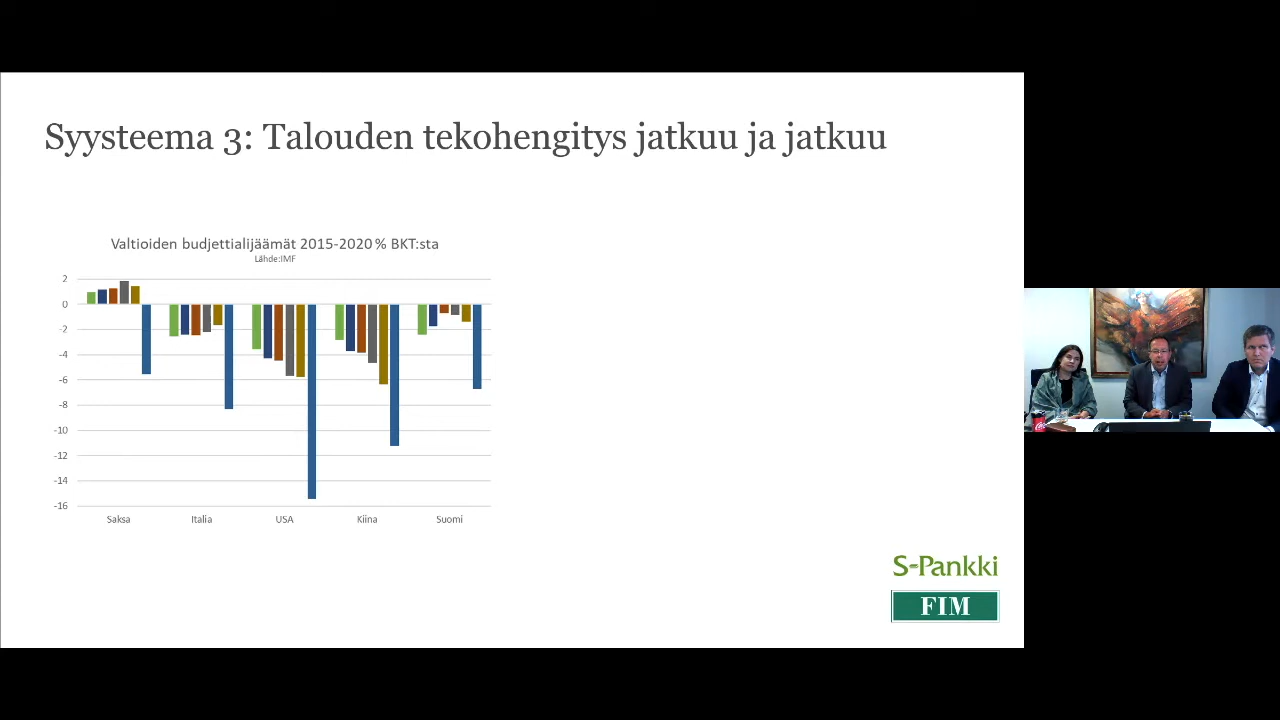 Syysteema 3: Talouden tekohengitys jatkuu ja jatkuu
Valtioiden budjettialijäämät 2015-2020 % BKT:sta
Lähde:IMF
2
0
-2
-4
-6
-8
-10
-12
-14
-16
Saksa
Italia
USA
Kiina
Suomi
S-Pankki
FIM